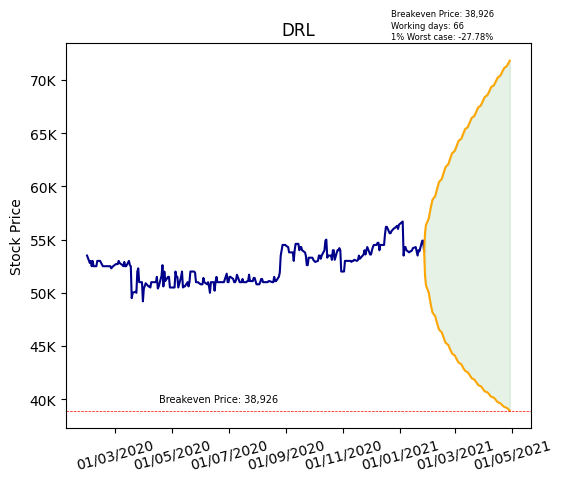 Breakeven Price: 38,926
Working days: 66
1% Worst case: -27.78%
DRL
Stock Price
70K
65K
60K
55K
50K
45K
40K
Breakeven Price: 38,926
01/03/2020
01/05/2020
01/07/2020
01/09/2020
01/11/2020
01/01/2021
01/03/2021
01/05/2021